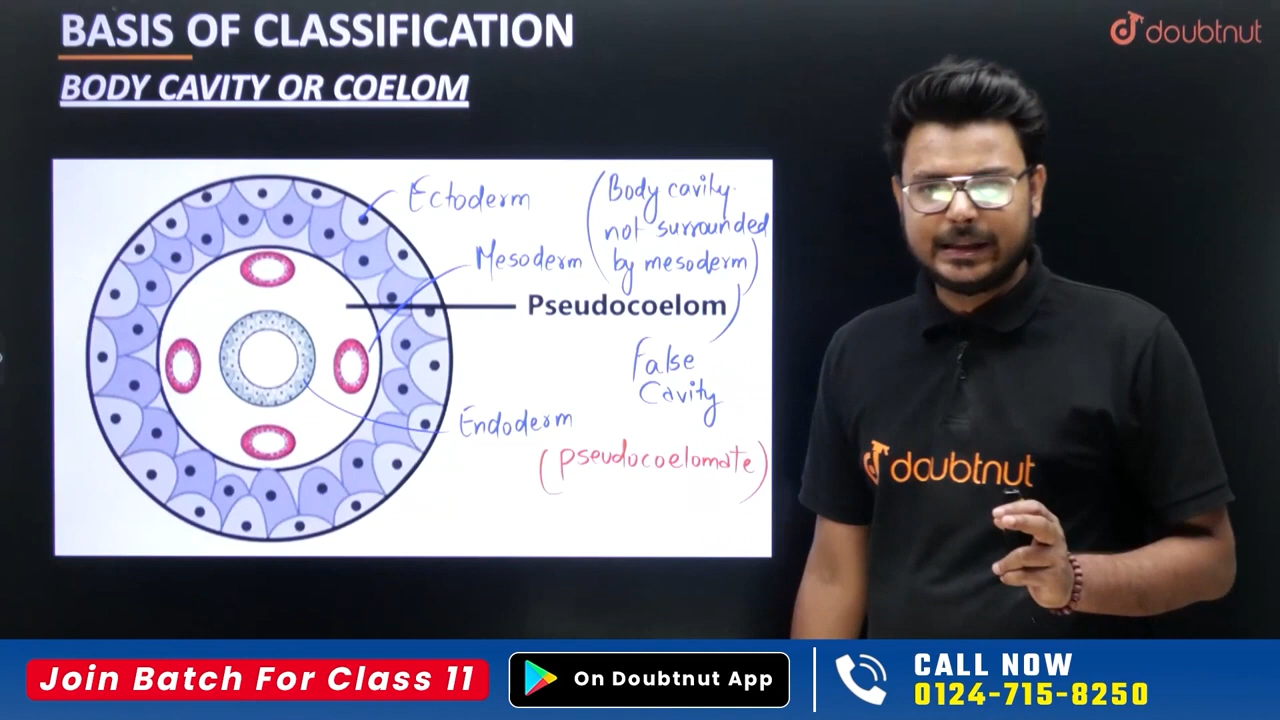 BASIS OF CLASSIFICATION
BODY CAVITY OR COELOM
doubtnut
Ectoderm
(Body cavity
not surrounded
by mesoderm)
Mesoderm
Pseudocoelom
False
Cavity
Endoderm
(pseudocoelomate)
doubtnut
Join Batch For Class 11
On Doubtnut App
CALL NOW
0124-715-8250